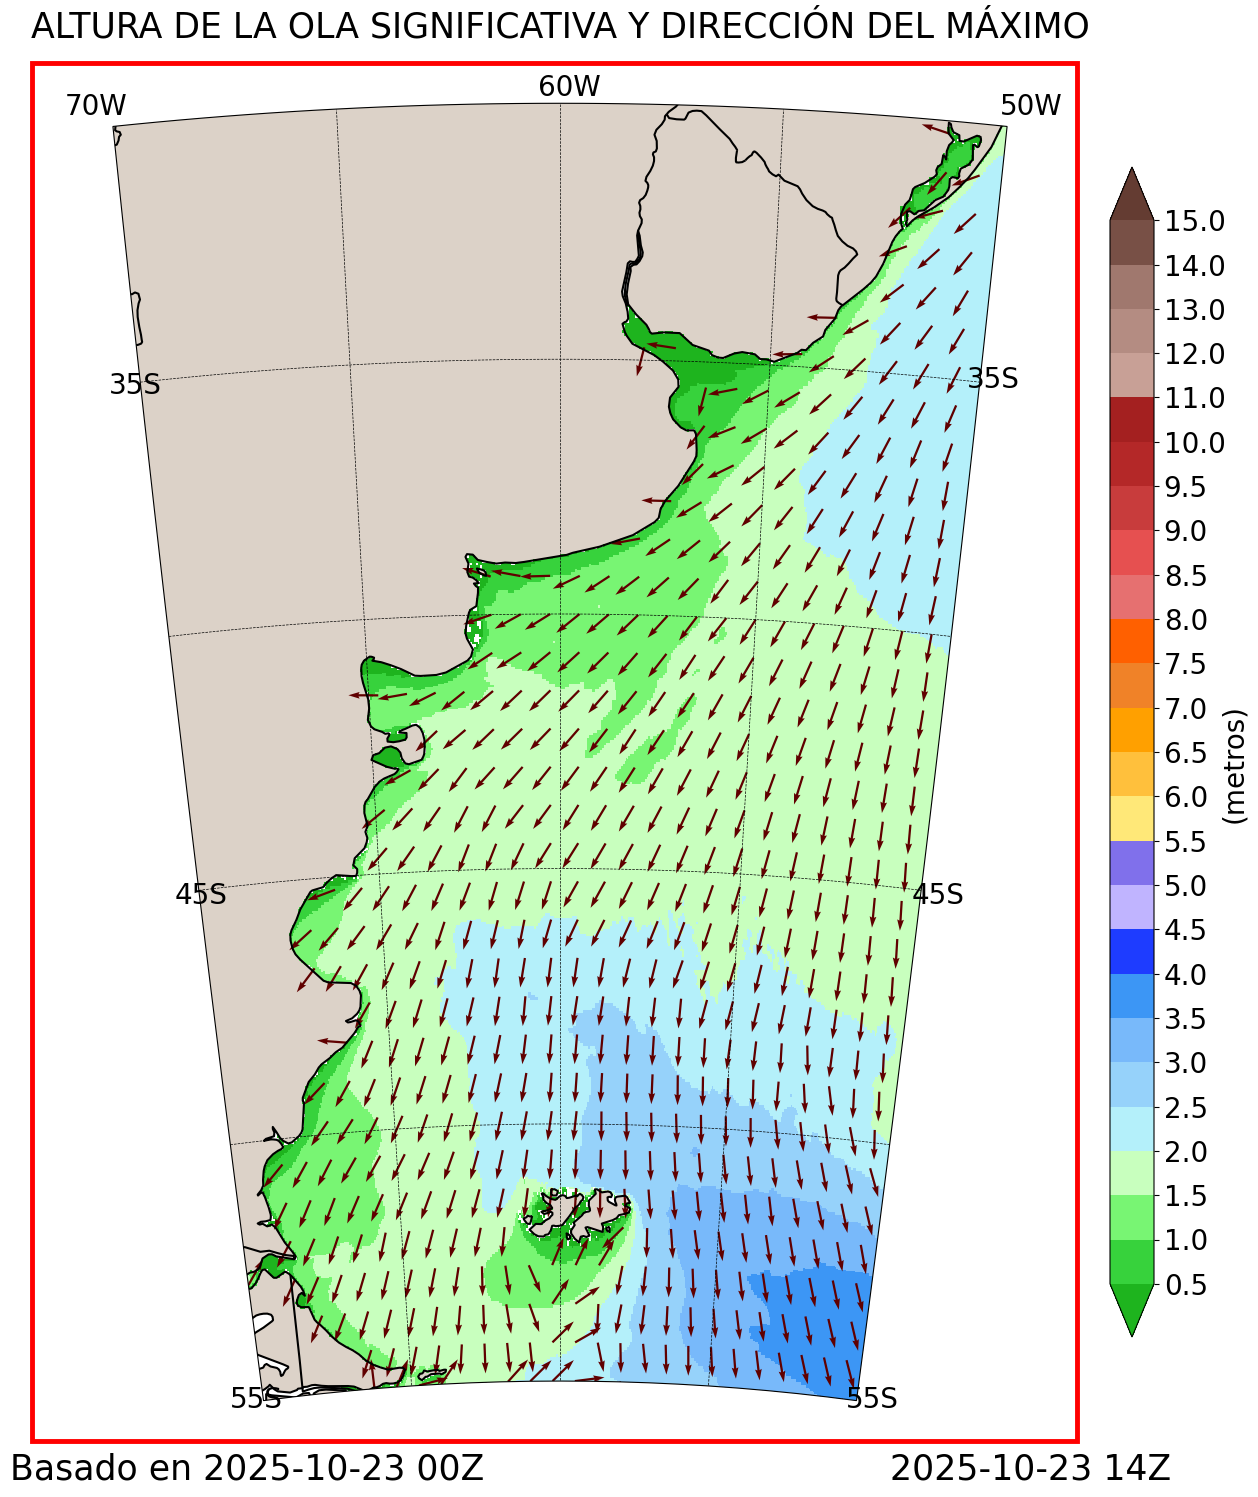 ALTURA DE LA OLA SIGNIFICATIVA Y DIRECCIÓN DEL MÁXIMO
70W
60W
50W
35S
35S
45S
45S
55S
55S
15.0
14.0
13.0
12.0
11.0
10.0
9.5
9.0
8.5
8.0
7.5
7.0
6.5
6.0
5.5
5.0
4.5
4.0
3.5
3.0
2.5
2.0
1.5
1.0
0.5
(metros)
Basado en 2025-10-23 00Z
2025-10-23 14Z